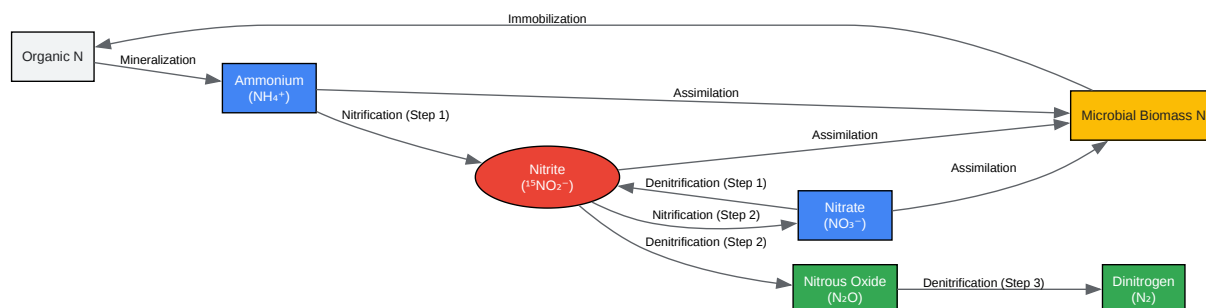 Immobilization
Organic N
Mineralization
Ammonium
(NH₄⁺)
Assimilation
Microbial Biomass N
Nitrification (Step 1)
Assimilation
Nitrite
(¹⁵NO₂⁻)
Denitrification (Step 1)
Assimilation
Nitrification (Step 2)
Nitrate
(NO₃⁻)
Denitrification (Step 2)
Nitrous Oxide
(N₂O)
Denitrification (Step 3)
Dinitrogen
(N₂)